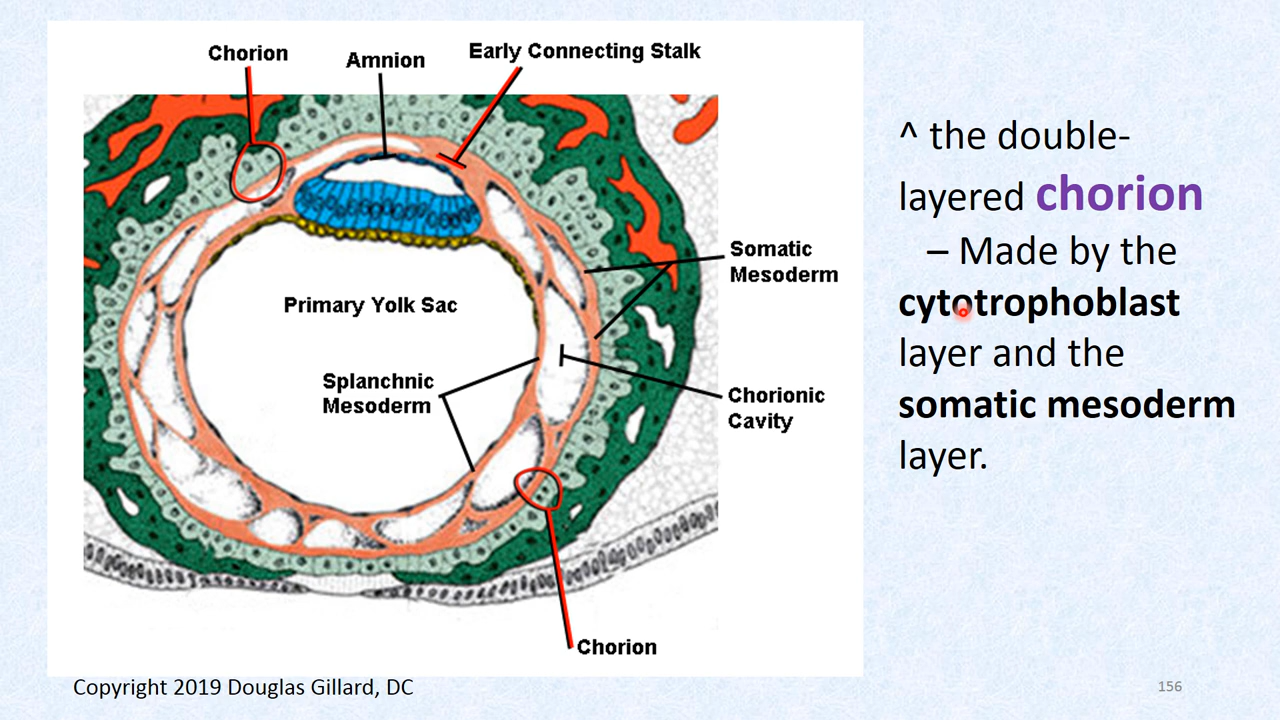 Chorion
Amnion
Early Connecting Stalk
Somatic
Mesoderm
Primary Yolk Sac
Splanchnic
Mesoderm
Chorionic
Cavity
Chorion
^ the double-
layered chorion
– Made by the
cytotrophoblast
layer and the
somatic mesoderm
layer.
Copyright 2019 Douglas Gillard, DC
156